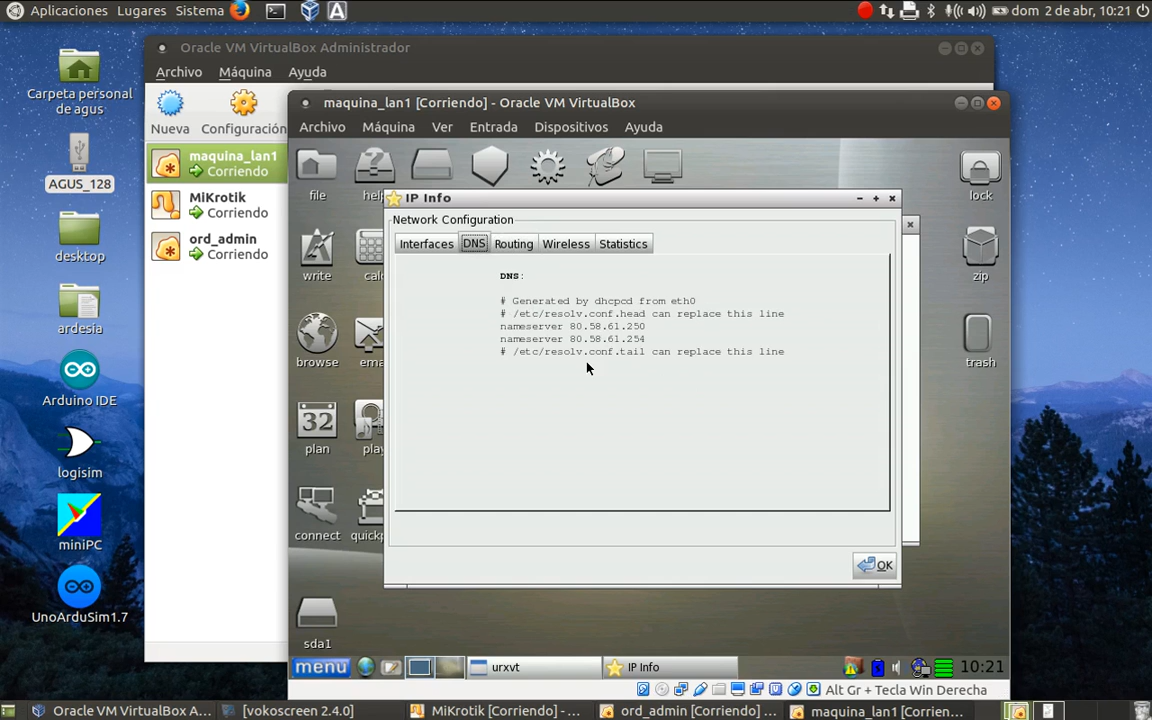 Aplicaciones Lugares Sistema
dom 2 de abr, 10:21
Carpeta personal
de agus
AGUS_128
desktop
ardesia
Arduino IDE
logisim
miniPC
UnoArduSim1.7
Oracle VM VirtualBox Administrador
Archivo Máquina Ayuda
Nueva Configuración
maquina_lan1
Corriendo
MiKrotik
Corriendo
ord_admin
Corriendo
maquina_lan1 [Corriendo] - Oracle VM VirtualBox
Archivo Máquina Ver Entrada Dispositivos Ayuda
file
help
lock
write
calc
zip
browse
trash
plan
32
connect
sda1
IP Info
Network Configuration
Interfaces DNS Routing Wireless Statistics
DNS:
# Generated by dhcpcd from eth0
# /etc/resolv.conf.head can replace this line
nameserver 80.58.61.250
nameserver 80.58.61.254
# /etc/resolv.conf.tail can replace this line
OK
menu urxvt IP Info 10:21
Alt Gr + Tecla Win Derecha
Oracle VM VirtualBox A... [vokoscreen 2.4.0] MiKrotik [Corriendo] -... ord_admin [Corriendo] ... maquina_lan1 [Corrien...